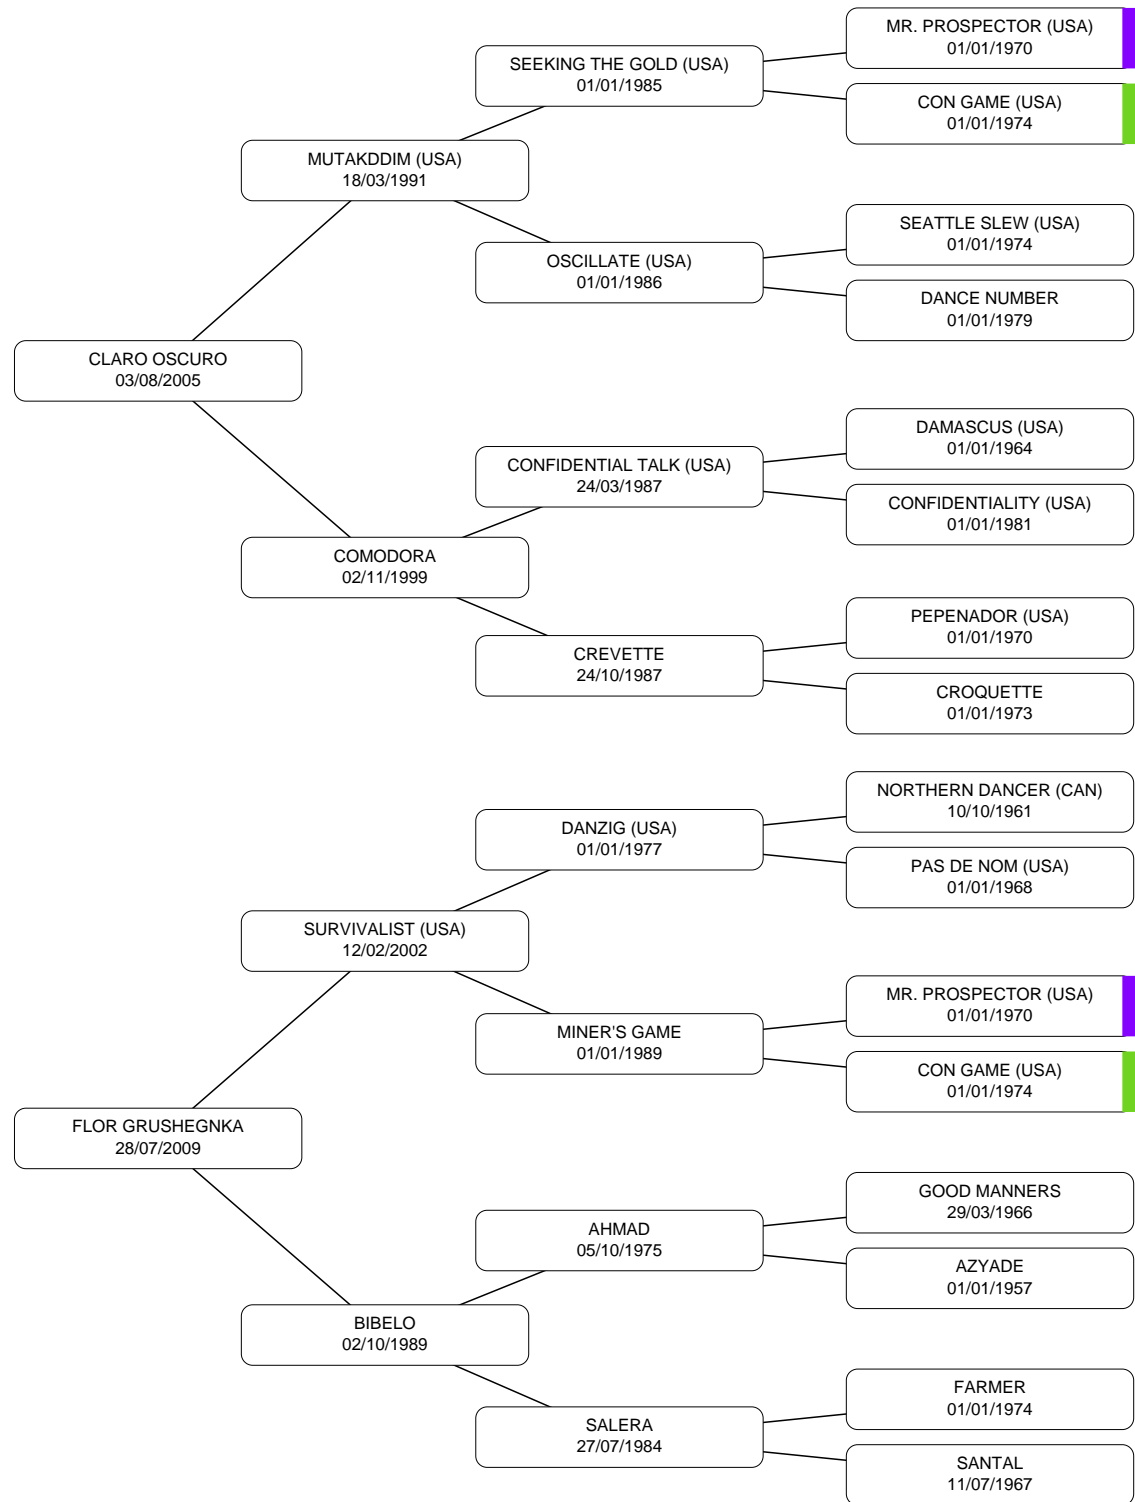 MR. PROSPECTOR (USA)
01/01/1970
SEEKING THE GOLD (USA)
01/01/1985
CON GAME (USA)
01/01/1974
MUTAKDDIM (USA)
18/03/1991
SEATTLE SLEW (USA)
01/01/1974
OSCILLATE (USA)
01/01/1986
DANCE NUMBER
01/01/1979
CLARO OSCURO
03/08/2005
DAMASCUS (USA)
01/01/1964
CONFIDENTIAL TALK (USA)
24/03/1987
CONFIDENTIALITY (USA)
01/01/1981
COMODORA
02/11/1999
PEPENADOR (USA)
01/01/1970
CREVETTE
24/10/1987
CROQUETTE
01/01/1973
NORTHERN DANCER (CAN)
10/10/1961
DANZIG (USA)
01/01/1977
PAS DE NOM (USA)
01/01/1968
SURVIVALIST (USA)
12/02/2002
MR. PROSPECTOR (USA)
01/01/1970
MINER'S GAME
01/01/1989
CON GAME (USA)
01/01/1974
FLOR GRUSHEGNKA
28/07/2009
GOOD MANNERS
29/03/1966
AHMAD
05/10/1975
AZYADE
01/01/1957
BIBELO
02/10/1989
FARMER
01/01/1974
SALERA
27/07/1984
SANTAL
11/07/1967